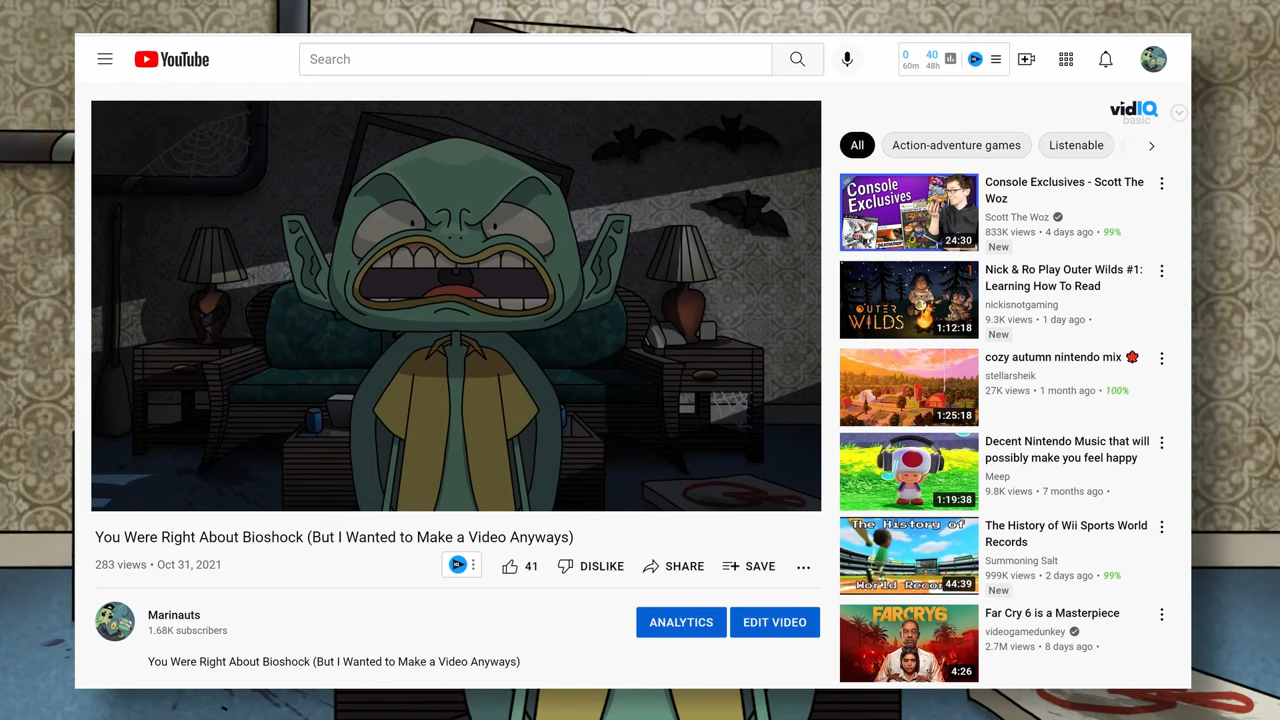 YouTube
Search
0 40
60m 48h
vidIQ
basic
All
Action-adventure games
Listenable
Console Exclusives
24:30
Console Exclusives - Scott The
Woz
Scott The Woz
833K views • 4 days ago • 99%
New
OUTER
WILDS
1
1:12:18
Nick & Ro Play Outer Wilds #1:
Learning How To Read
nickisnotgaming
9.3K views • 1 day ago •
New
1:25:18
cozy autumn nintendo mix 🍁
stellarsheik
27K views • 1 month ago • 100%
1:19:38
Decent Nintendo Music that will
possibly make you feel happy
Meep
9.8K views • 7 months ago •
The History of
World Reco
44:39
The History of Wii Sports World
Records
Summoning Salt
999K views • 2 days ago • 99%
New
FARCRY6
4:26
Far Cry 6 is a Masterpiece
videogamedunkey
2.7M views • 8 days ago •
You Were Right About Bioshock (But I Wanted to Make a Video Anyways)
283 views • Oct 31, 2021
41
DISLIKE
SHARE
SAVE
Marinauts
1.68K subscribers
ANALYTICS
EDIT VIDEO
You Were Right About Bioshock (But I Wanted to Make a Video Anyways)